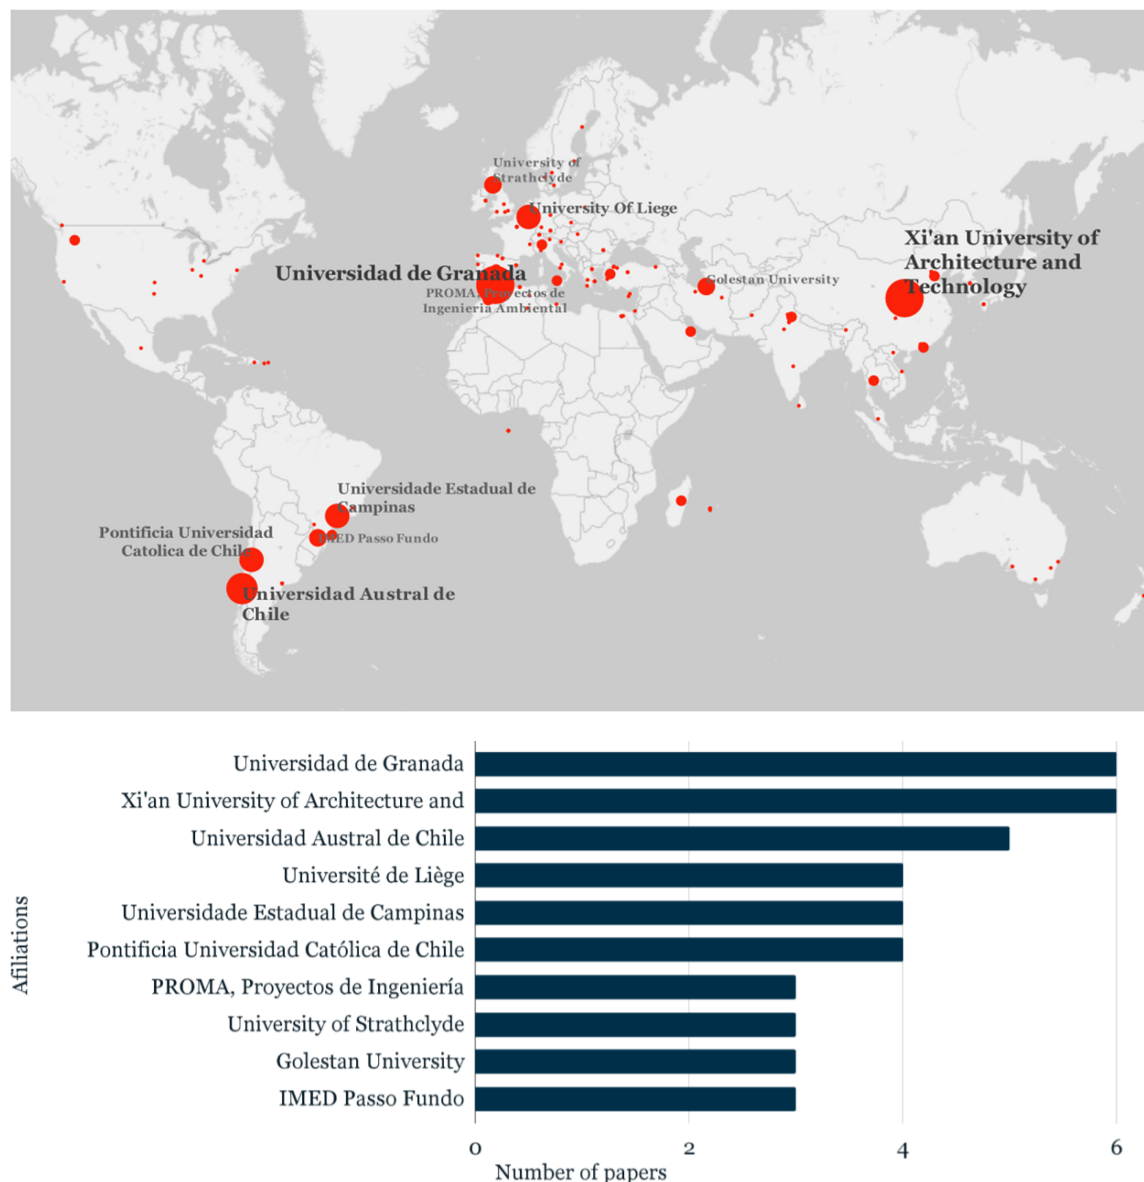 University of
Strathclyde
University Of Liege
Xi'an University of
Architecture and
Technology
Universidad de Granada
Golestan University
PROMA, Proyectos de
Ingenieria Ambiental
Universidade Estadual de
Campinas
Pontificia Universidad
Catolica de Chile
IMED Passo Fundo
Universidad Austral de
Chile
Universidad de Granada
Xi'an University of Architecture and
Universidad Austral de Chile
Université de Liège
Universidade Estadual de Campinas
Pontificia Universidad Católica de Chile
PROMA, Proyectos de Ingeniería
University of Strathclyde
Golestan University
IMED Passo Fundo
Afiliations
0 2 4 6
Number of papers